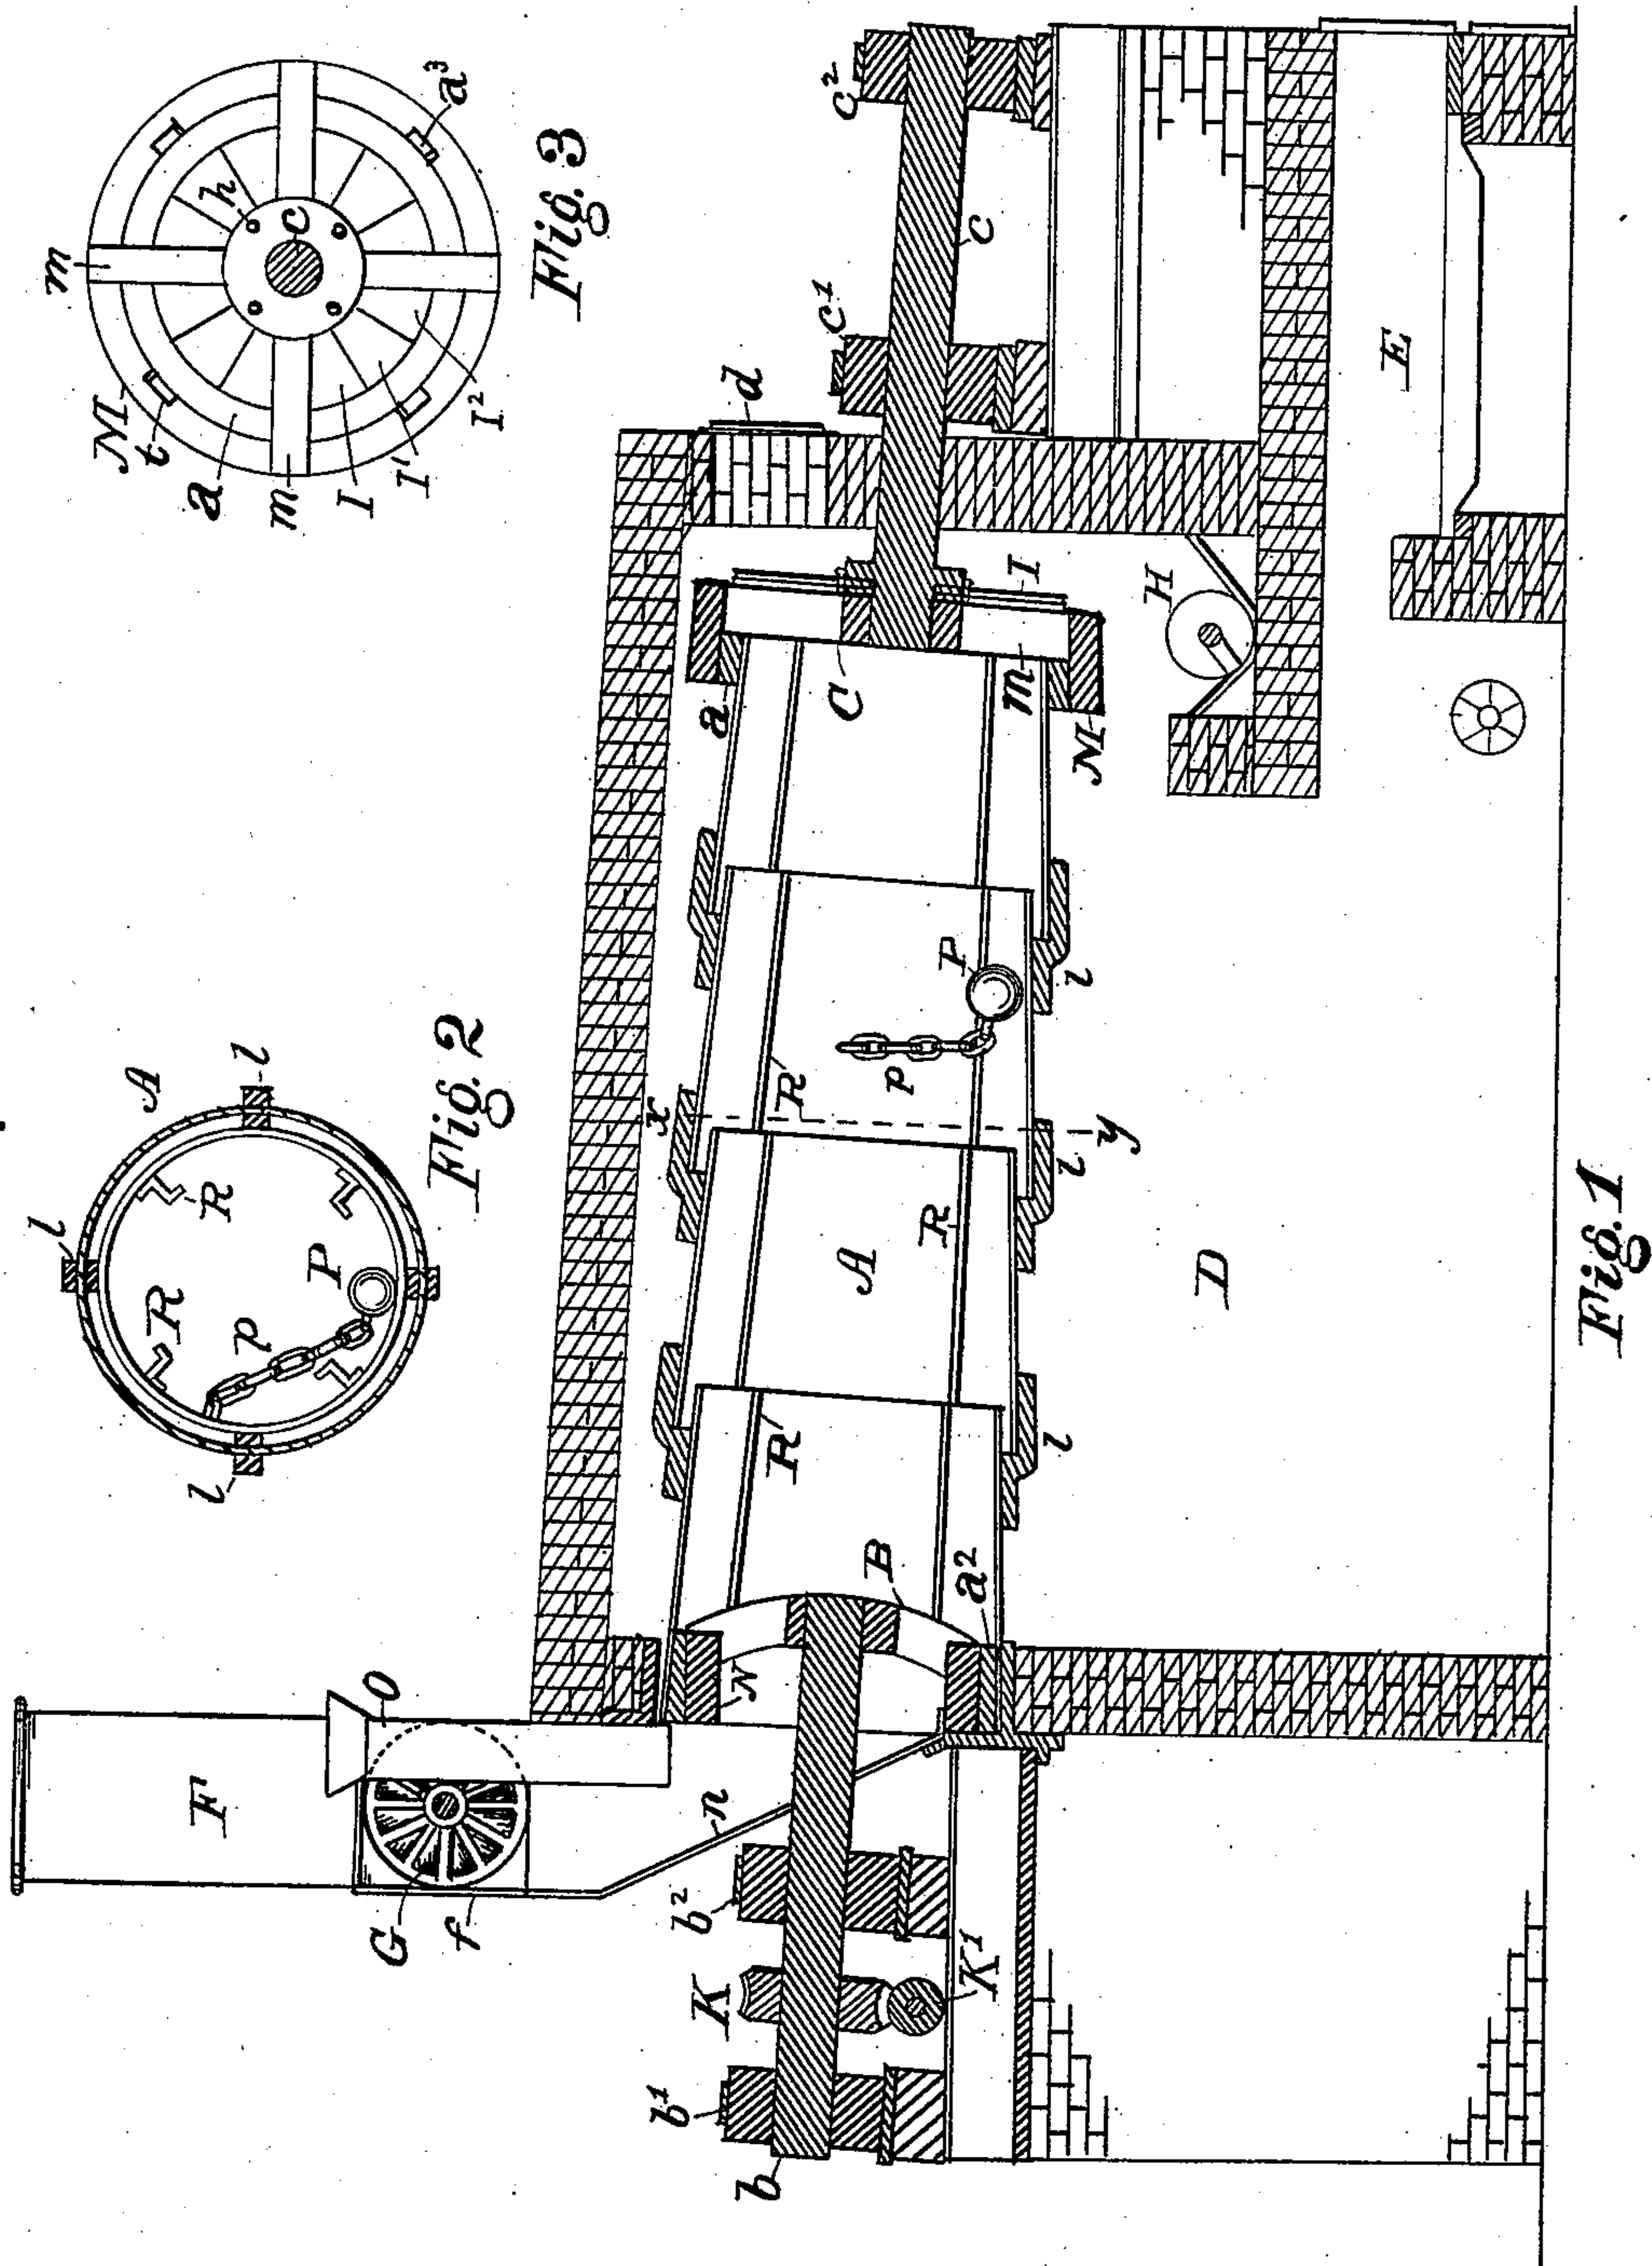 F
O
G
f
n
N
b²
K
b¹
b
K¹
B
a²
R
R
A
R
l
l
l
x
y
P
p
D
a
C
m
M
I
H
d
c¹
c
c²
E
Fig. 1
l
l
l
A
R
R
P
p
Fig. 2
M
m
t
a
m
I
I¹
I²
h
c
a³
Fig. 3